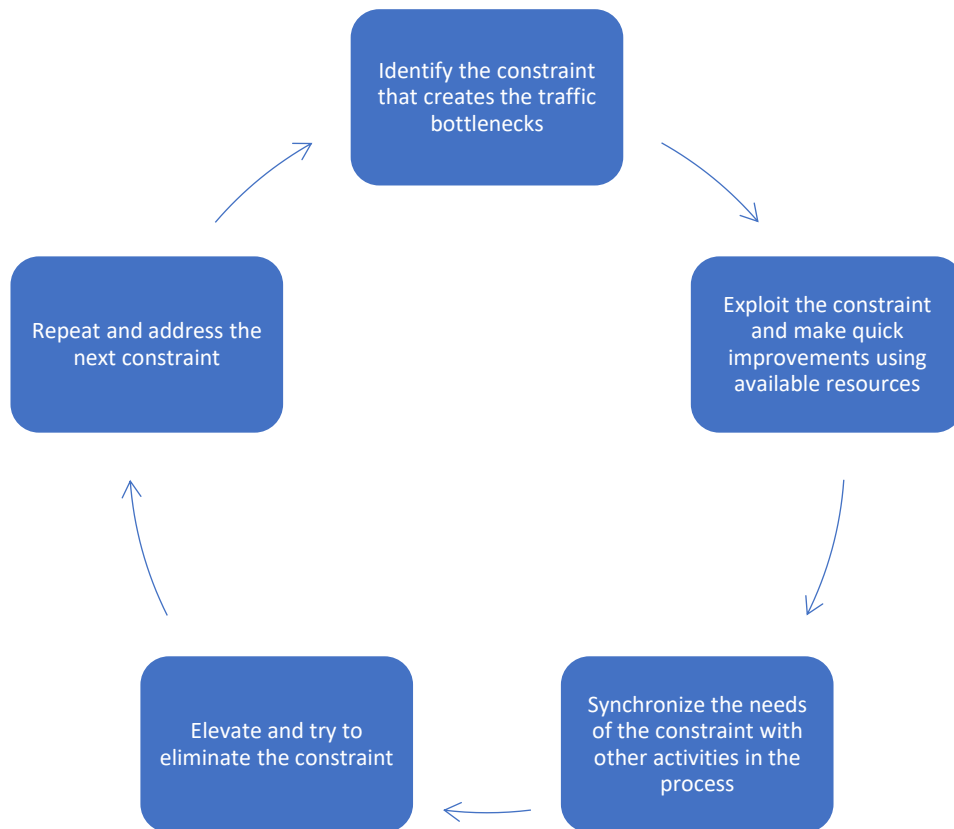 Identify the constraint
that creates the traffic
bottlenecks
Exploit the constraint
and make quick
improvements using
available resources
Synchronize the needs
of the constraint with
other activities in the
process
Elevate and try to
eliminate the constraint
Repeat and address the
next constraint